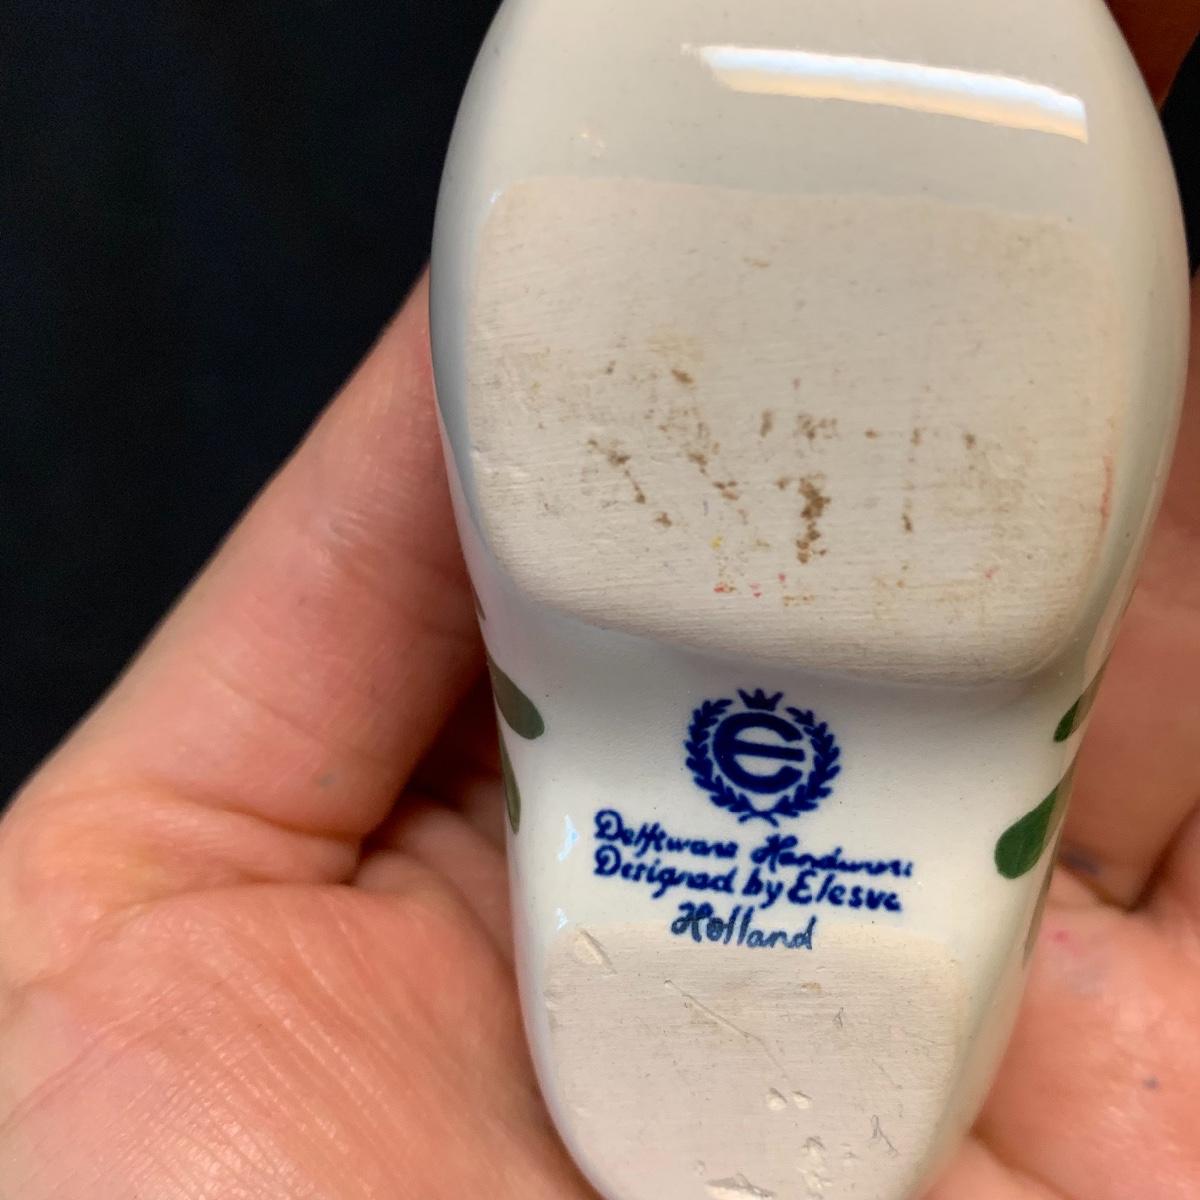 E
Delftware Handwork
Designed by Elesva
Holland